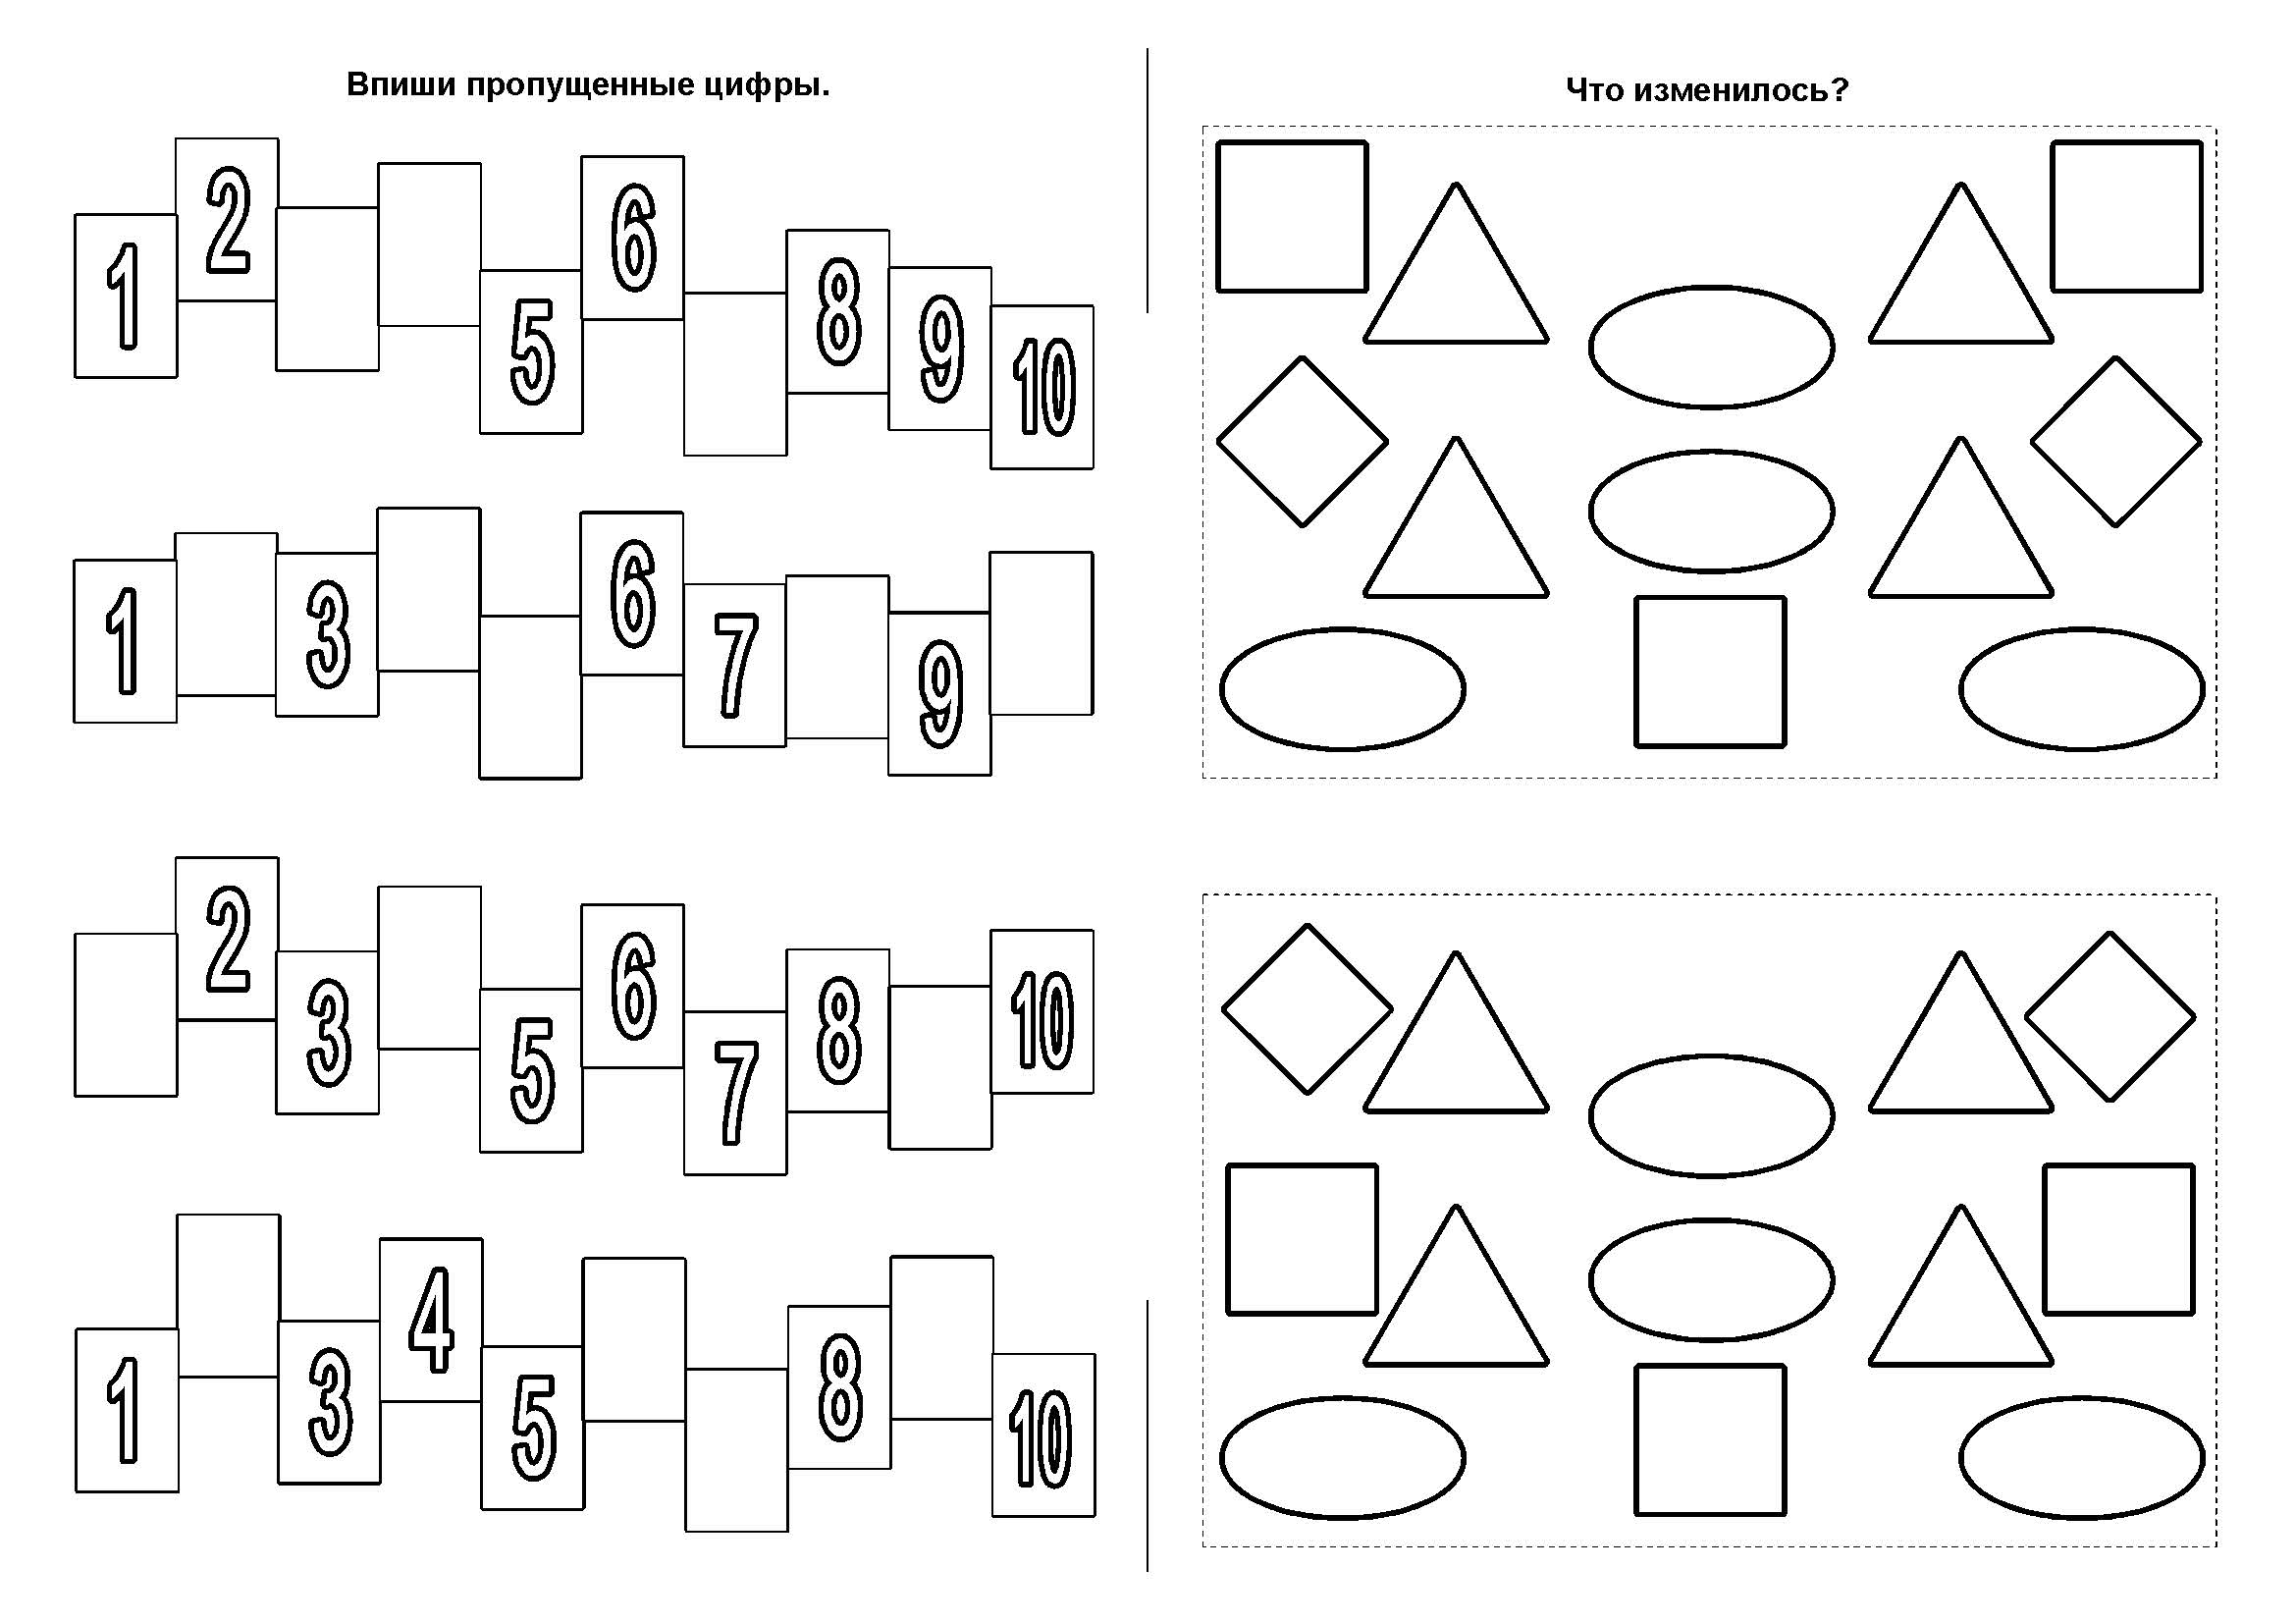 Впиши пропущенные цифры.
1 2 5 6 8 9 10
1 3 6 7 9
2 3 5 6 7 8 10
1 3 4 5 8 10
Что изменилось?